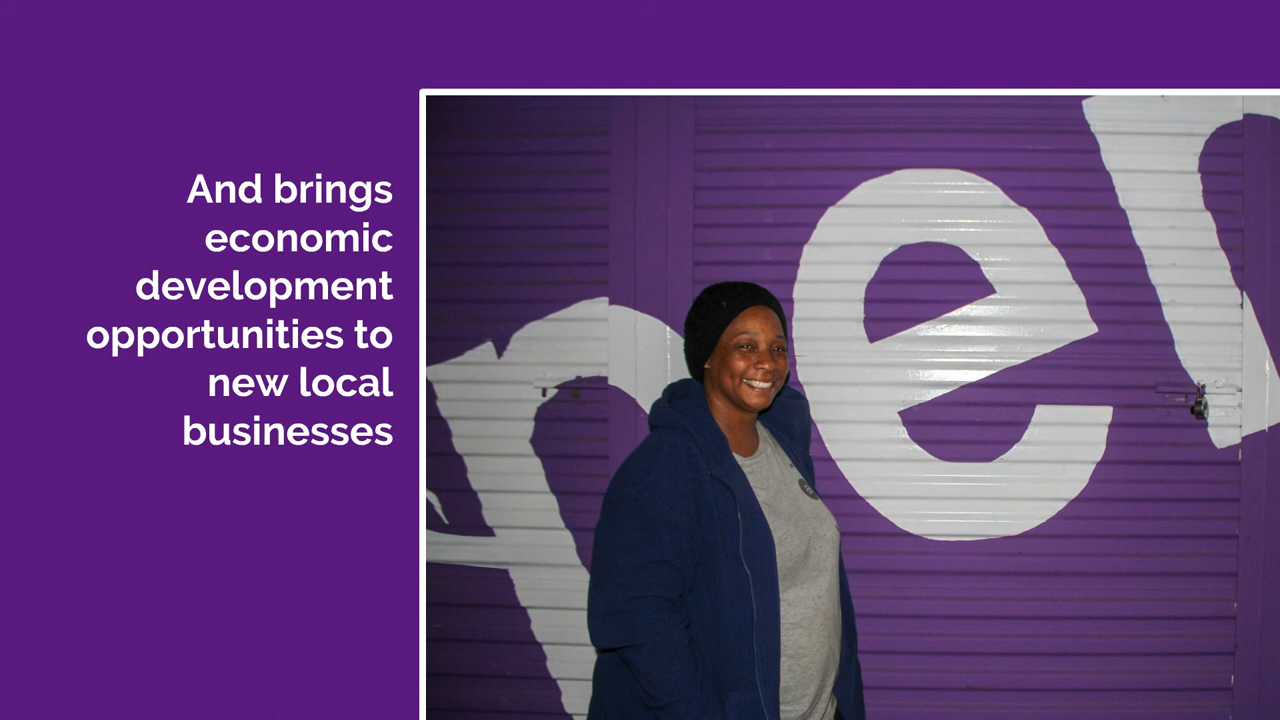 And brings
economic
development
opportunities to
new local
businesses